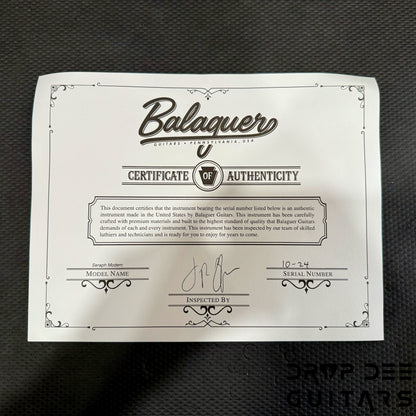 Balaguer
GUITARS • PENNSYLVANIA, USA
CERTIFICATE OF AUTHENTICITY
This document certifies that the instrument bearing the serial number listed below is an authentic
instrument made in the United States by Balaguer Guitars. This instrument has been carefully
crafted with premium materials and built to the highest standard of quality that Balaguer Guitars
demands of each and every instrument. This instrument has been inspected by our team of skilled
luthiers and technicians and is ready for you to enjoy for years to come.
Seraph Modern
MODEL NAME
INSPECTED BY
10-24
SERIAL NUMBER
DROP DEE
GUITARS